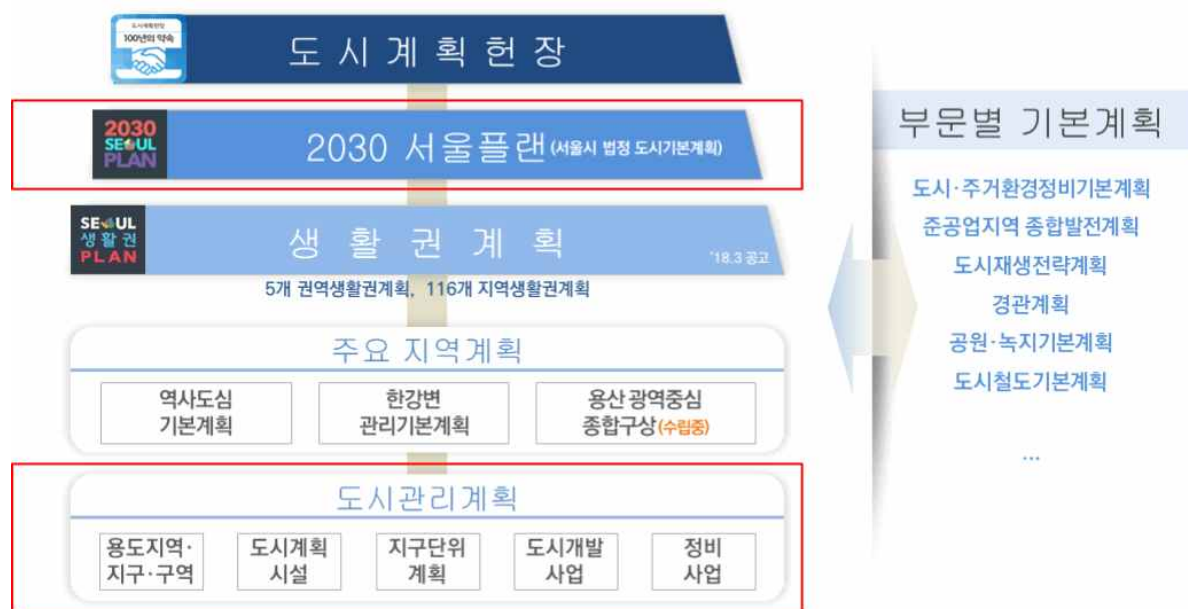 도시계획헌장
100년의 약속
도시계획헌장
2030
SEOUL
PLAN
2030 서울플랜(서울시 법정 도시기본계획)
SEOUL
생활권
PLAN
생활권계획
'18.3 공고
5개 권역생활권계획, 116개 지역생활권계획
주요 지역계획
역사도심
기본계획
한강변
관리기본계획
용산 광역중심
종합구상(수립중)
도시관리계획
용도지역·
지구·구역
도시계획
시설
지구단위
계획
도시개발
사업
정비
사업
부문별 기본계획
도시·주거환경정비기본계획
준공업지역 종합발전계획
도시재생전략계획
경관계획
공원·녹지기본계획
도시철도기본계획
...